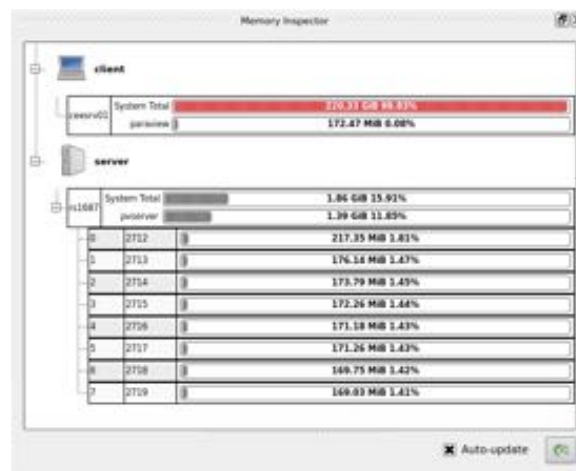 Memory Inspector
client
System Total 220.33 GiB 99.83%
paraview 172.47 MiB 0.08%
server
System Total 1.86 GiB 15.91%
pvserver 1.39 GiB 11.85%
0 2712 217.35 MiB 1.81%
1 2713 176.14 MiB 1.47%
2 2714 173.79 MiB 1.45%
3 2715 172.26 MiB 1.44%
4 2716 171.18 MiB 1.43%
5 2717 171.26 MiB 1.43%
6 2718 169.75 MiB 1.42%
7 2719 169.03 MiB 1.41%
Auto-update